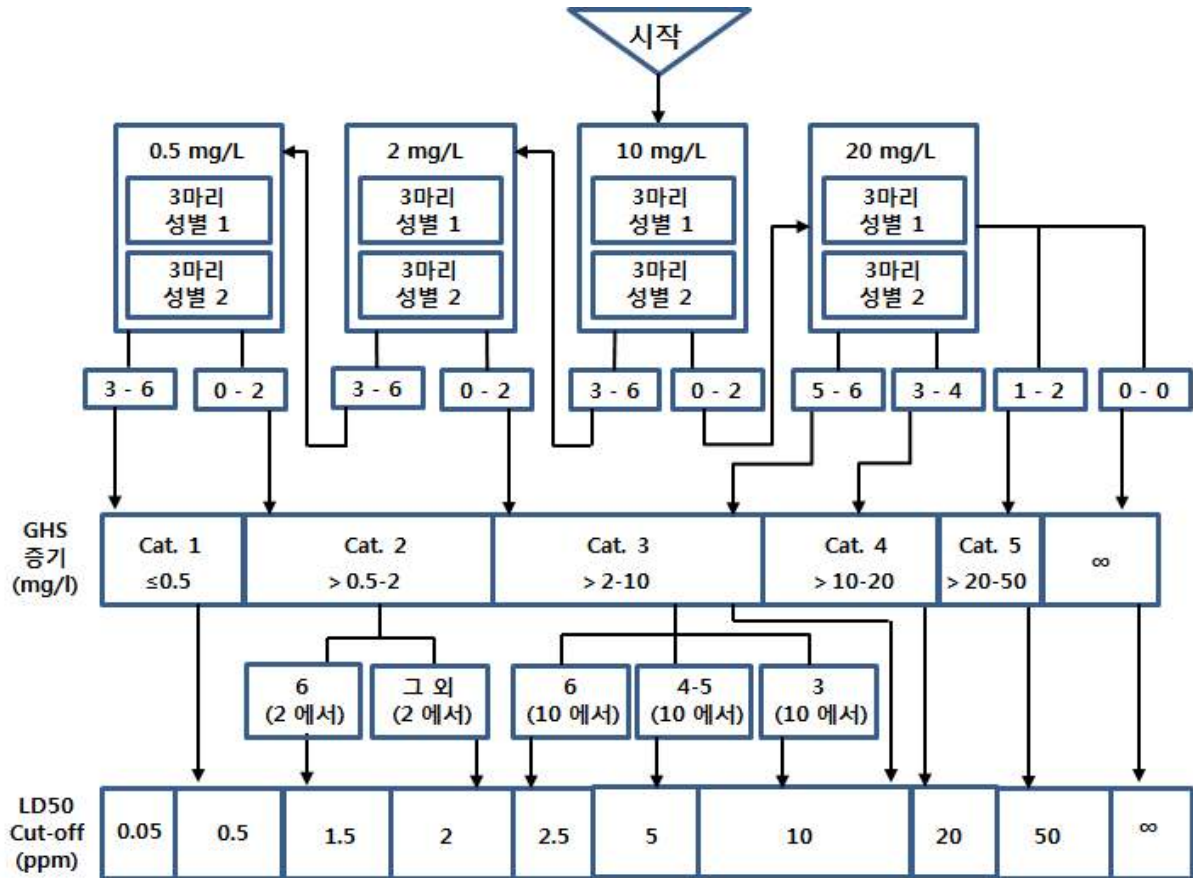 시작
0.5 mg/L
2 mg/L
10 mg/L
20 mg/L
3마리
성별 1
3마리
성별 1
3마리
성별 1
3마리
성별 1
3마리
성별 2
3마리
성별 2
3마리
성별 2
3마리
성별 2
3 - 6
0 - 2
3 - 6
0 - 2
3 - 6
0 - 2
5 - 6
3 - 4
1 - 2
0 - 0
GHS
증기
(mg/l)
Cat. 1
≤0.5
Cat. 2
> 0.5-2
Cat. 3
> 2-10
Cat. 4
> 10-20
Cat. 5
> 20-50
∞
6
(2 에서)
그 외
(2 에서)
6
(10 에서)
4-5
(10 에서)
3
(10 에서)
LD50
Cut-off
(ppm)
0.05
0.5
1.5
2
2.5
5
10
20
50
∞